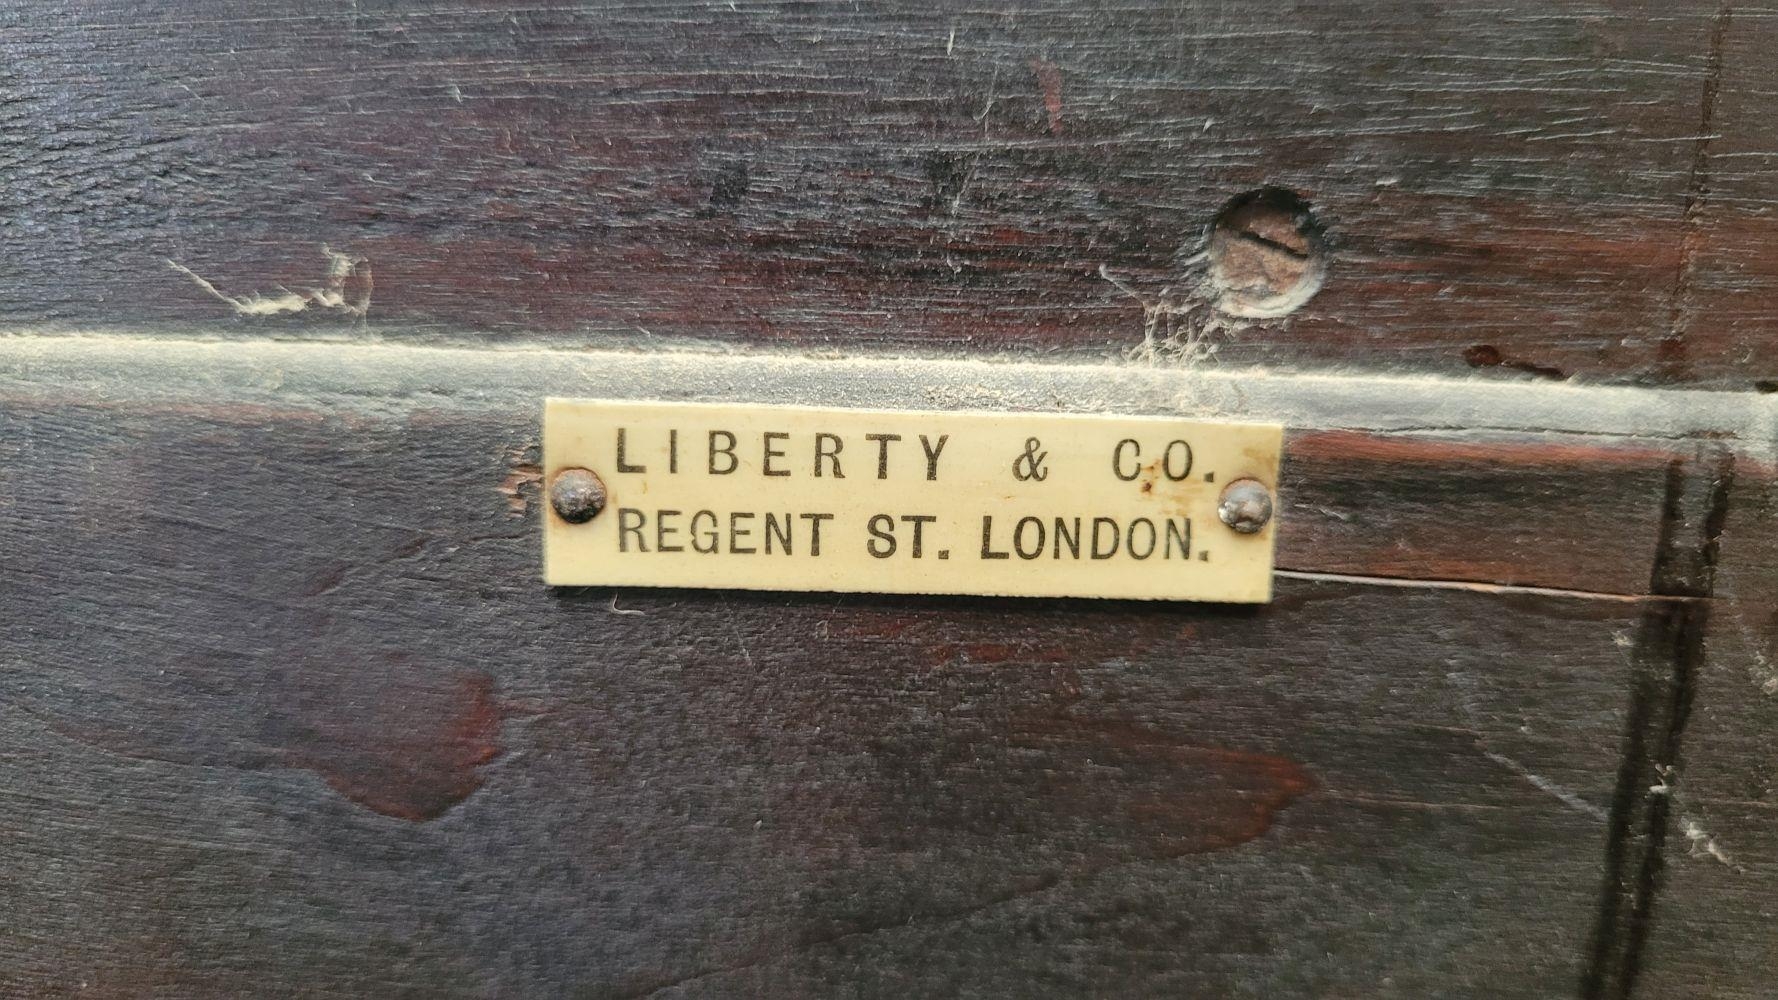 LIBERTY & CO.
REGENT ST. LONDON.